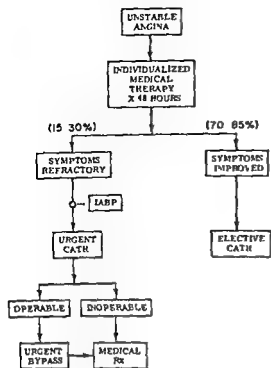 UNSTABLE
ANGINA
INDIVIDUALIZED
MEDICAL
THERAPY
X 48 HOURS
(15 30%)
(70 85%)
SYMPTOMS
REFRACTORY
SYMPTOMS
IMPROVED
IABP
URGENT
CATH
ELECTIVE
CATH
OPERABLE
INOPERABLE
URGENT
BYPASS
MEDICAL
Rx